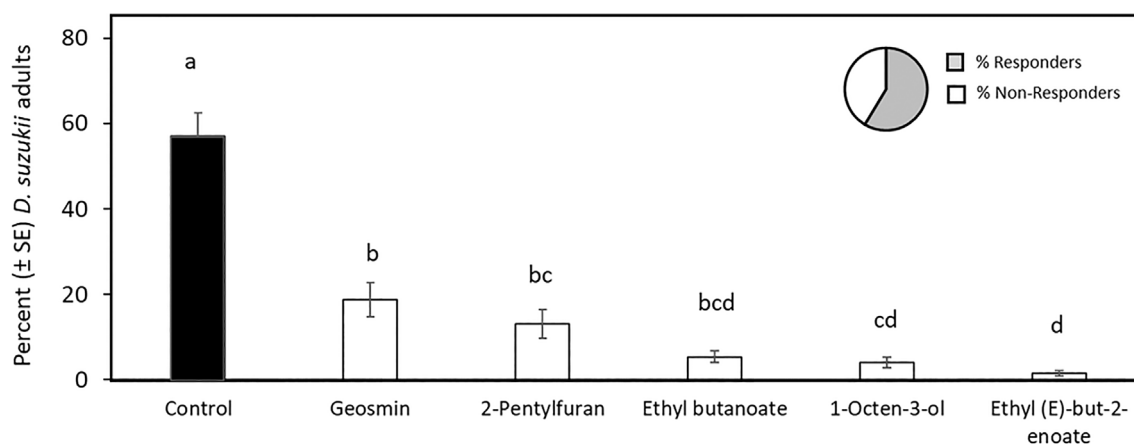 Percent (± SE) D. suzukii adults
80
60
40
20
0
a
b
bc
bcd
cd
d
% Responders
% Non-Responders
Control
Geosmin
2-Pentylfuran
Ethyl butanoate
1-Octen-3-ol
Ethyl (E)-but-2-
enoate